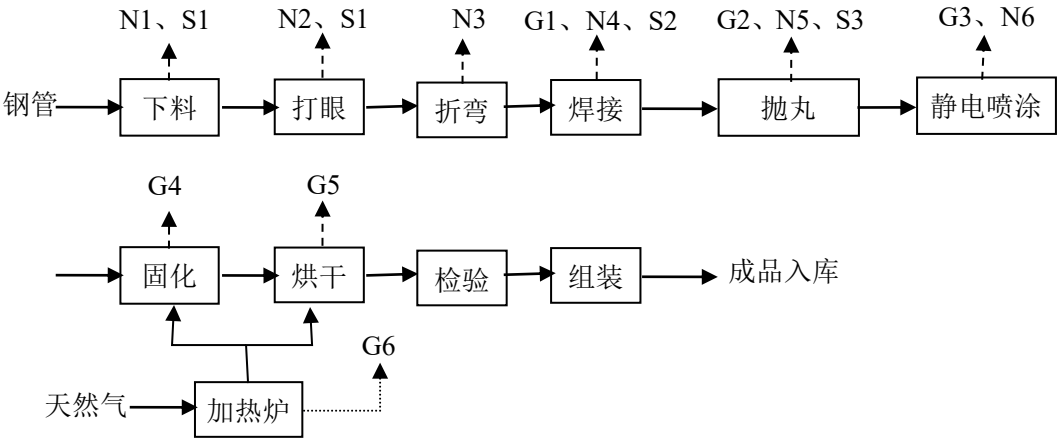 N1、S1 N2、S1 N3 G1、N4、S2 G2、N5、S3 G3、N6
钢管 下料 打眼 折弯 焊接 抛丸 静电喷涂
G4 G5
固化 烘干 检验 组装 成品入库
G6
天然气 加热炉